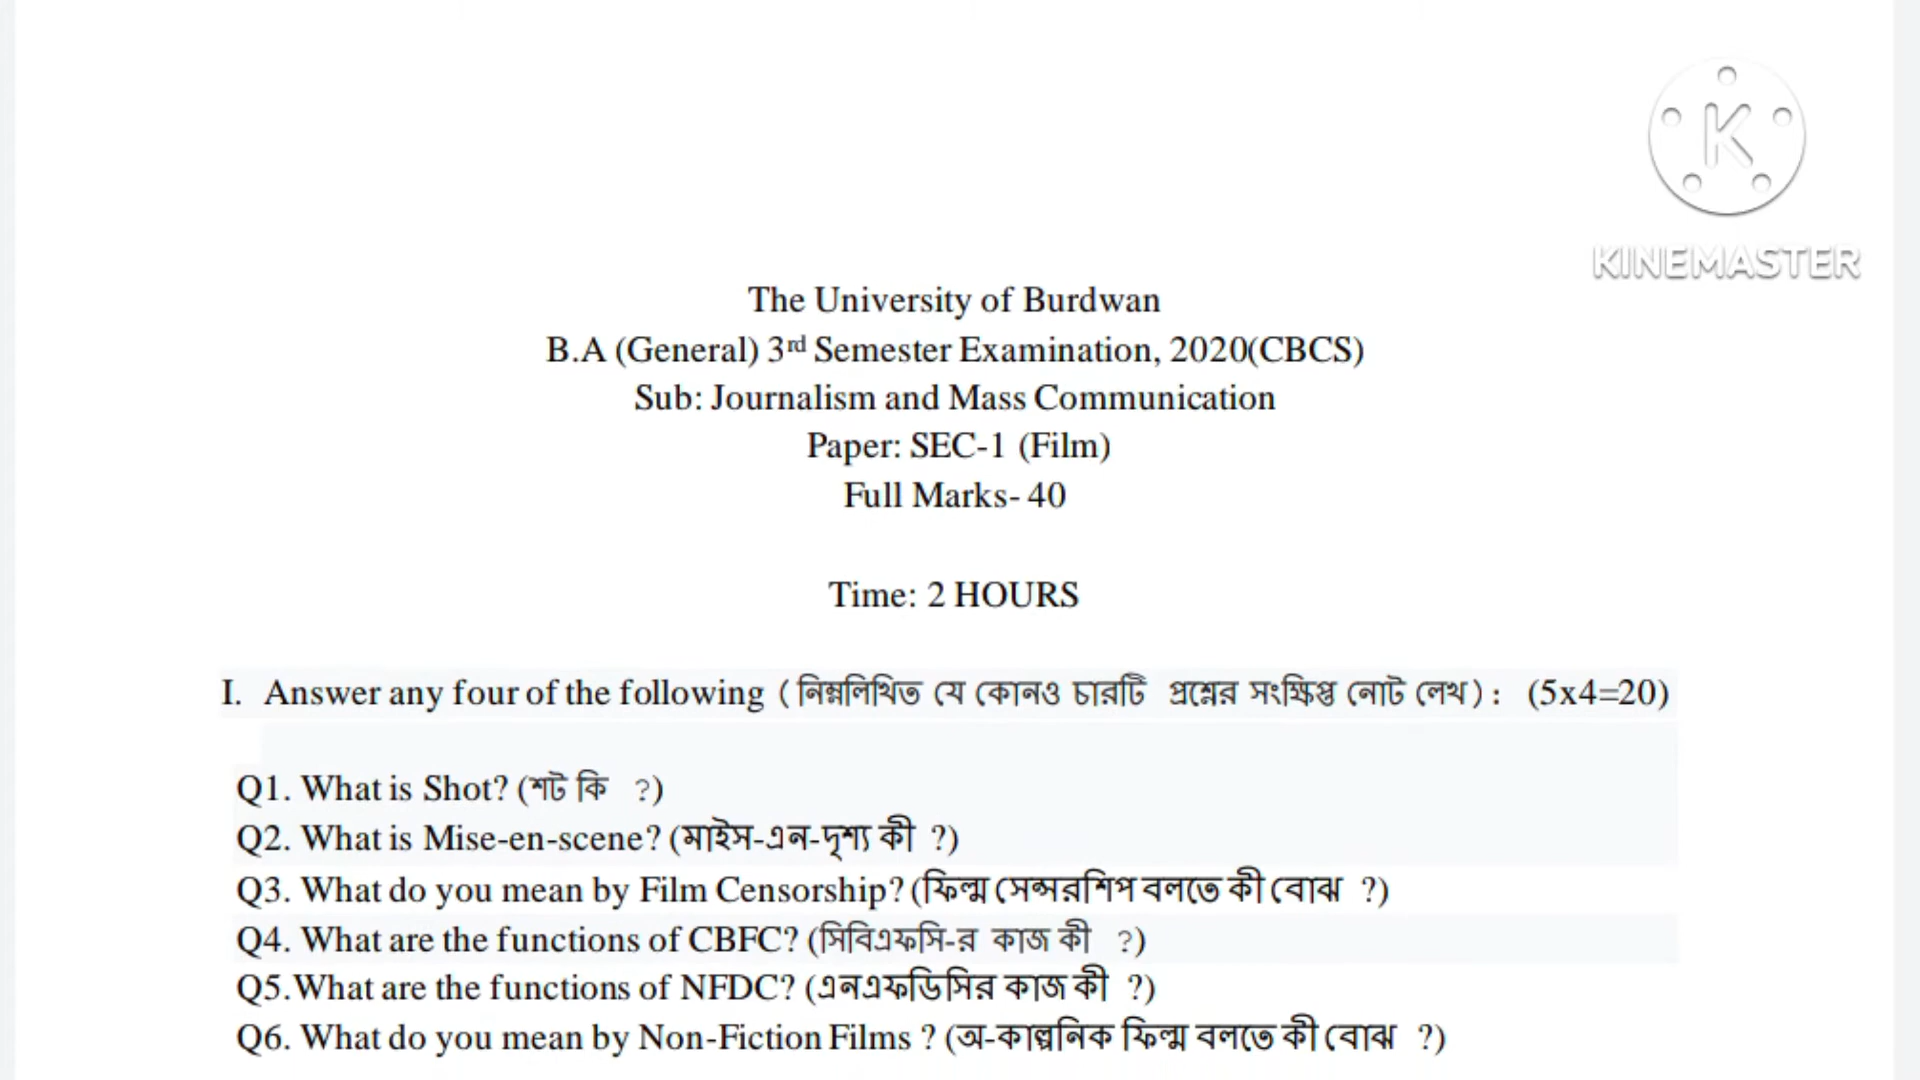 K
KINEMASTER
The University of Burdwan
B.A (General) 3rd Semester Examination, 2020(CBCS)
Sub: Journalism and Mass Communication
Paper: SEC-1 (Film)
Full Marks- 40
Time: 2 HOURS
I. Answer any four of the following ( নিম্নলিখিত যে কোনও চারটি প্রশ্নের সংক্ষিপ্ত নোট লেখ ) : (5x4=20)
Q1. What is Shot? (শট কি ?)
Q2. What is Mise-en-scene? (মাইস-এন-দৃশ্য কী ?)
Q3. What do you mean by Film Censorship? (ফিল্ম সেন্সরশিপ বলতে কী বোঝ ?)
Q4. What are the functions of CBFC? (সিবিএফসি-র কাজ কী ?)
Q5.What are the functions of NFDC? (এনএফডিসির কাজ কী ?)
Q6. What do you mean by Non-Fiction Films ? (অ-কাল্পনিক ফিল্ম বলতে কী বোঝ ?)